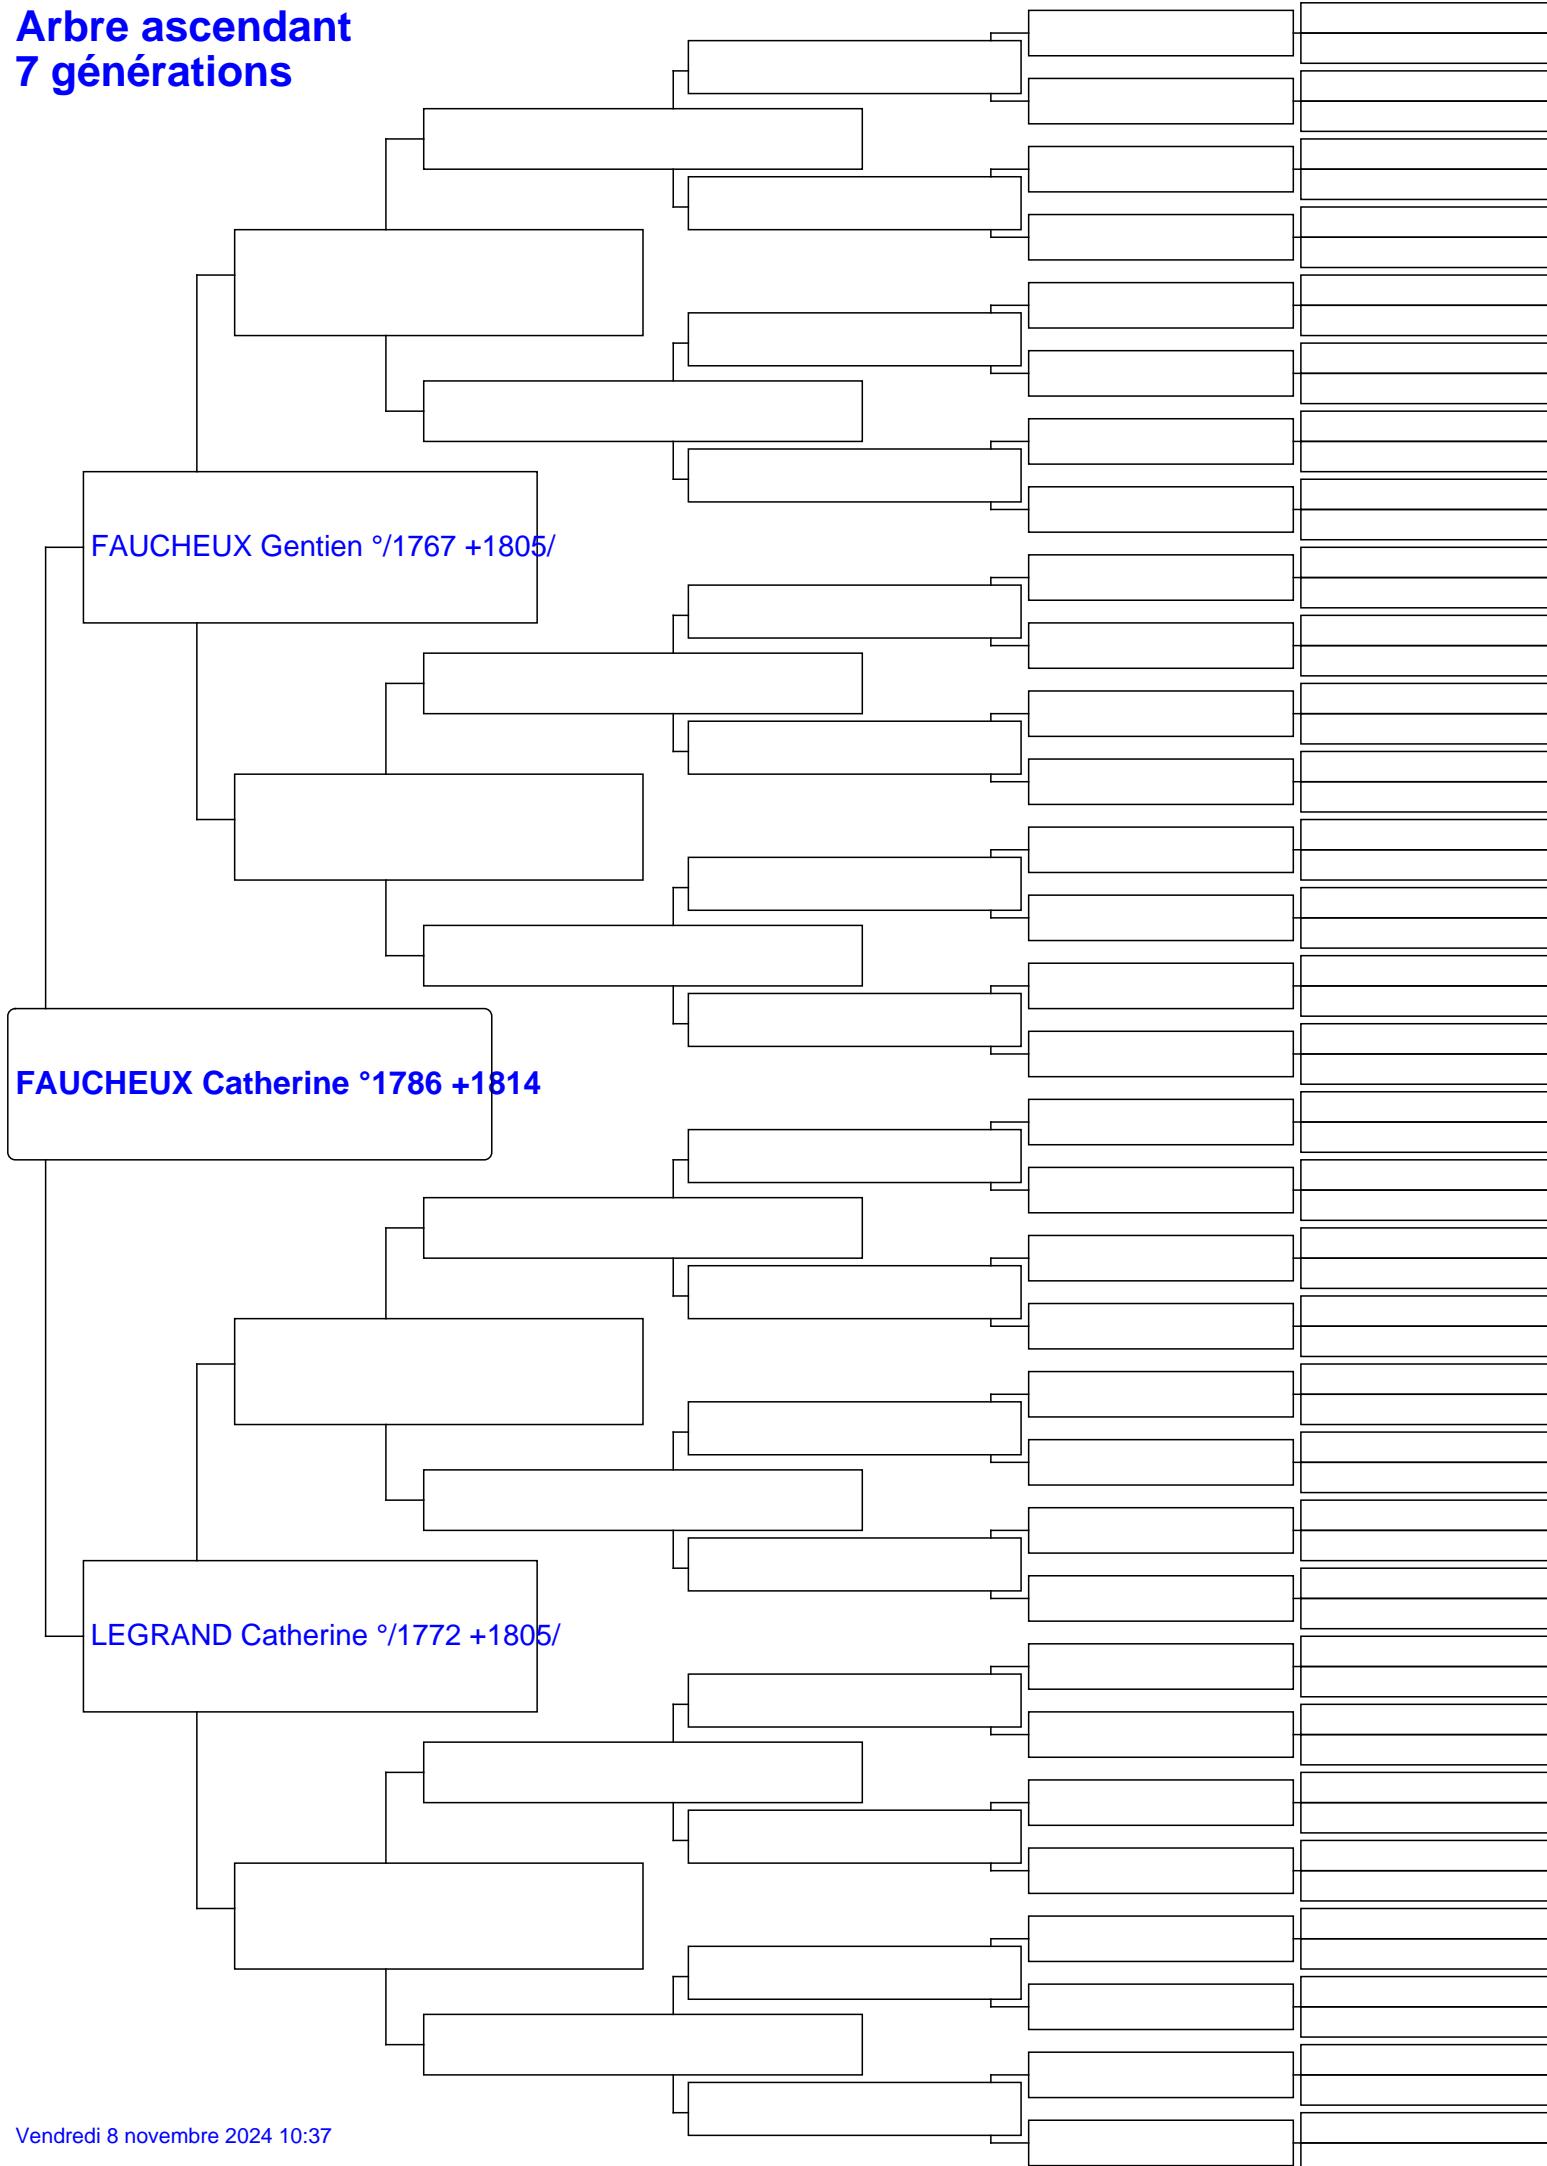 Arbre ascendant
7 générations
FAUCHEUX Gentien °/1767 +1805/
FAUCHEUX Catherine °1786 +1814
LEGRAND Catherine °/1772 +1805/
Vendredi 8 novembre 2024 10:37